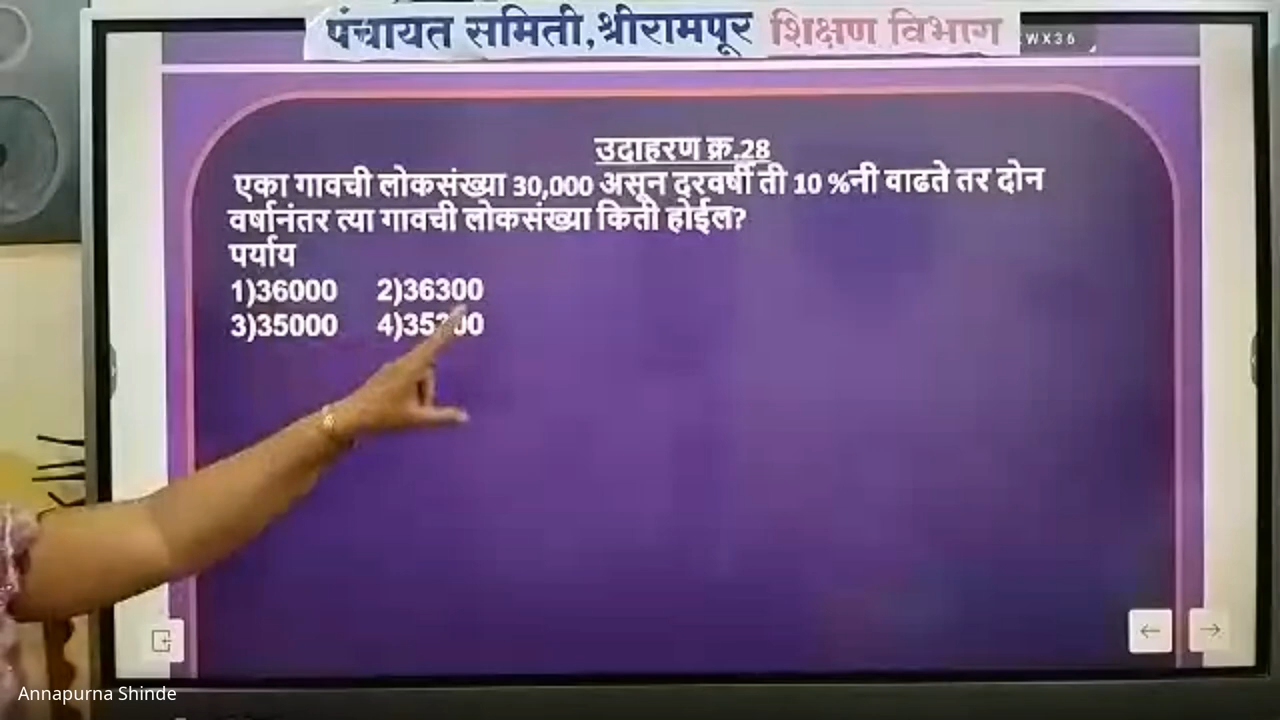 पंचायत समिती,श्रीरामपूर शिक्षण विभाग
WX36
उदाहरण क्र.28
एका गावची लोकसंख्या 30,000 असून दरवर्षी ती 10 %नी वाढते तर दोन
वर्षानंतर त्या गावची लोकसंख्या किती होईल?
पर्याय
1)36000 2)36300
3)35000
Annapurna Shinde